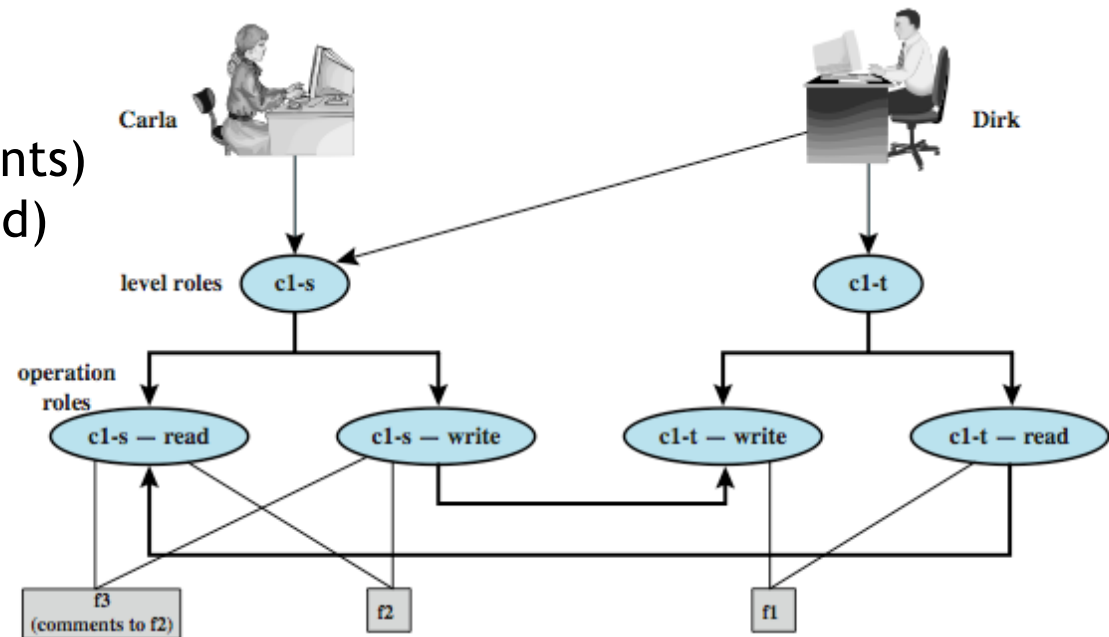 Carla
Dirk
nts)
d)
level roles
c1-s
c1-t
operation
roles
c1-s — read
c1-s — write
c1-t — write
c1-t — read
f3
(comments to f2)
f2
f1